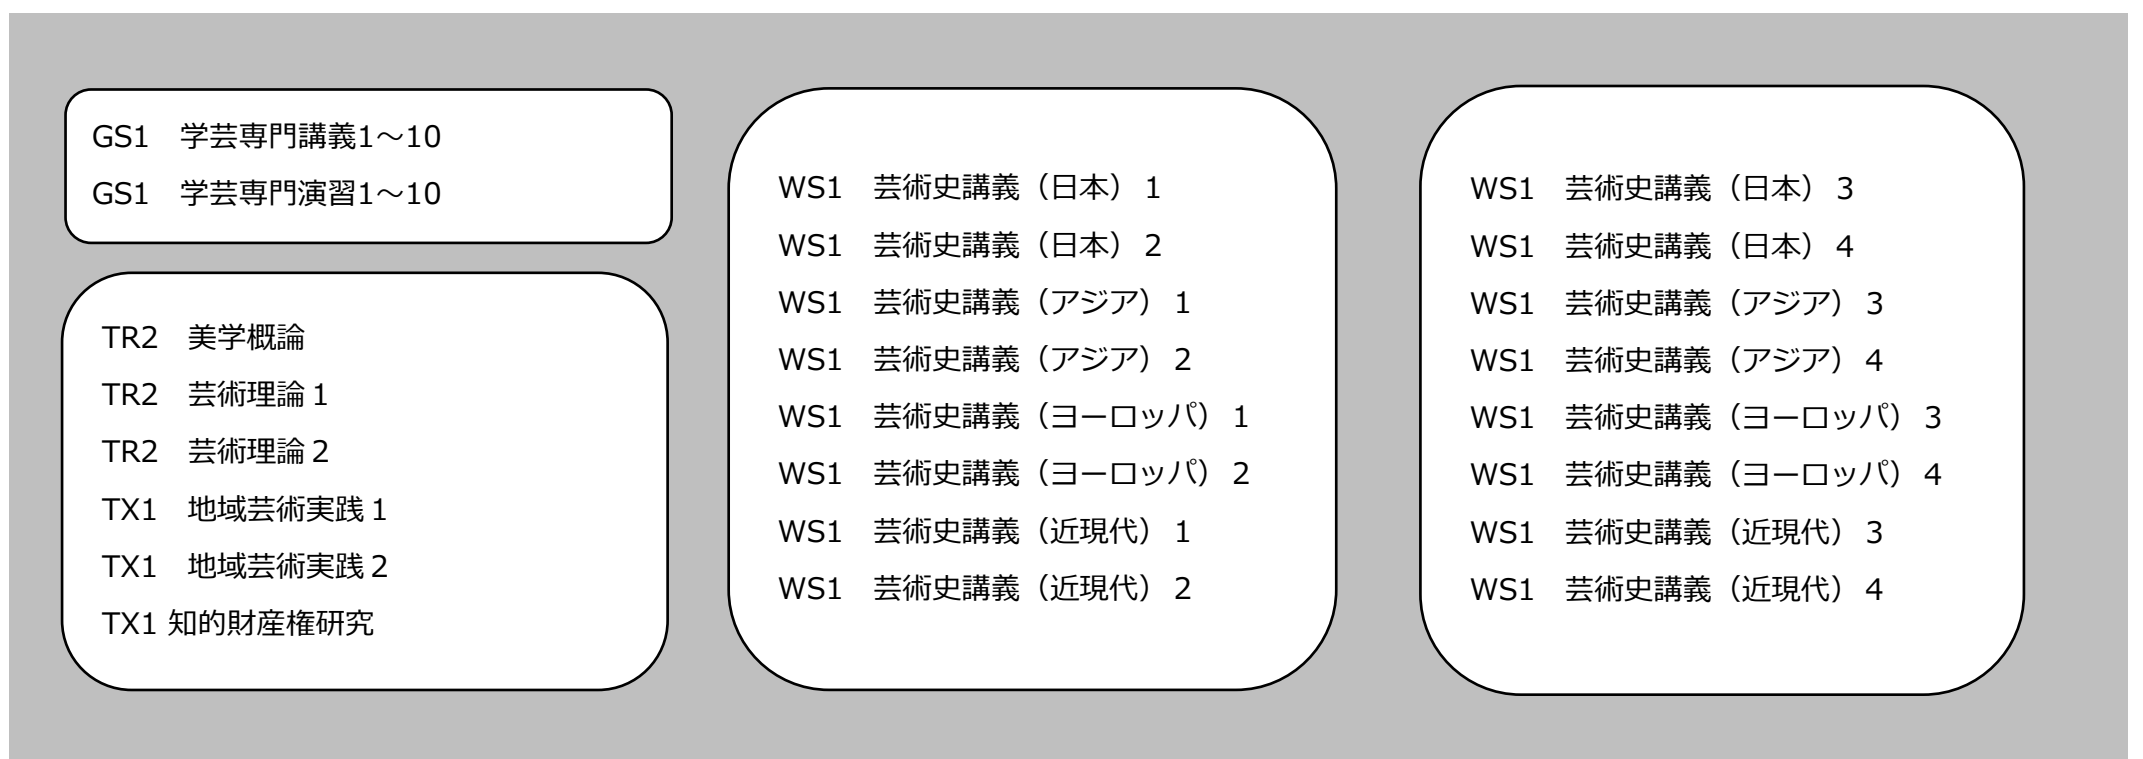 GS1　学芸専門講義1～10
GS1　学芸専門演習1～10
TR2　美学概論
TR2　芸術理論１
TR2　芸術理論２
TX1　地域芸術実践１
TX1　地域芸術実践２
TX1 知的財産権研究
WS1　芸術史講義（日本）１
WS1　芸術史講義（日本）２
WS1　芸術史講義（アジア）１
WS1　芸術史講義（アジア）２
WS1　芸術史講義（ヨーロッパ）１
WS1　芸術史講義（ヨーロッパ）２
WS1　芸術史講義（近現代）１
WS1　芸術史講義（近現代）２
WS1　芸術史講義（日本）３
WS1　芸術史講義（日本）４
WS1　芸術史講義（アジア）３
WS1　芸術史講義（アジア）４
WS1　芸術史講義（ヨーロッパ）３
WS1　芸術史講義（ヨーロッパ）４
WS1　芸術史講義（近現代）３
WS1　芸術史講義（近現代）４